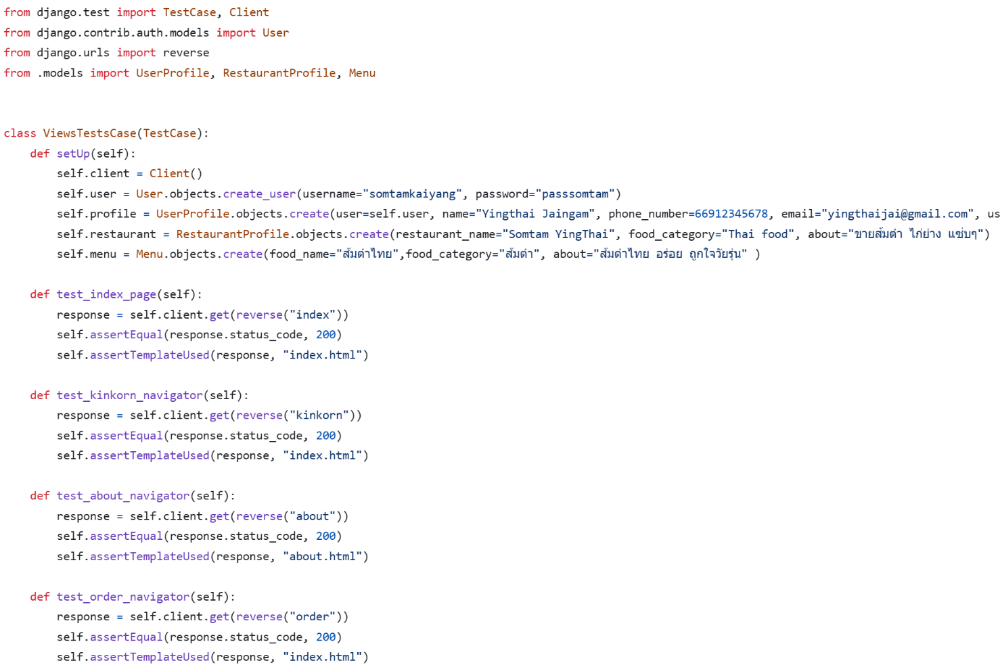 from django.test import TestCase, Client
from django.contrib.auth.models import User
from django.urls import reverse
from .models import UserProfile, RestaurantProfile, Menu
class ViewsTestsCase(TestCase):
    def setUp(self):
        self.client = Client()
        self.user = User.objects.create_user(username="somtamkaiyang", password="passsomtam")
        self.profile = UserProfile.objects.create(user=self.user, name="Yingthai Jaingam", phone_number=66912345678, email="yingthaijai@gmail.com", us
        self.restaurant = RestaurantProfile.objects.create(restaurant_name="Somtam YingThai", food_category="Thai food", about="ขายส้มตำ ไก่ย่าง แซ่บๆ")
        self.menu = Menu.objects.create(food_name="ส้มตำไทย",food_category="ส้มตำ", about="ส้มตำไทย อร่อย ถูกใจวัยรุ่น" )
    def test_index_page(self):
        response = self.client.get(reverse("index"))
        self.assertEqual(response.status_code, 200)
        self.assertTemplateUsed(response, "index.html")
    def test_kinkorn_navigator(self):
        response = self.client.get(reverse("kinkorn"))
        self.assertEqual(response.status_code, 200)
        self.assertTemplateUsed(response, "index.html")
    def test_about_navigator(self):
        response = self.client.get(reverse("about"))
        self.assertEqual(response.status_code, 200)
        self.assertTemplateUsed(response, "about.html")
    def test_order_navigator(self):
        response = self.client.get(reverse("order"))
        self.assertEqual(response.status_code, 200)
        self.assertTemplateUsed(response, "index.html")